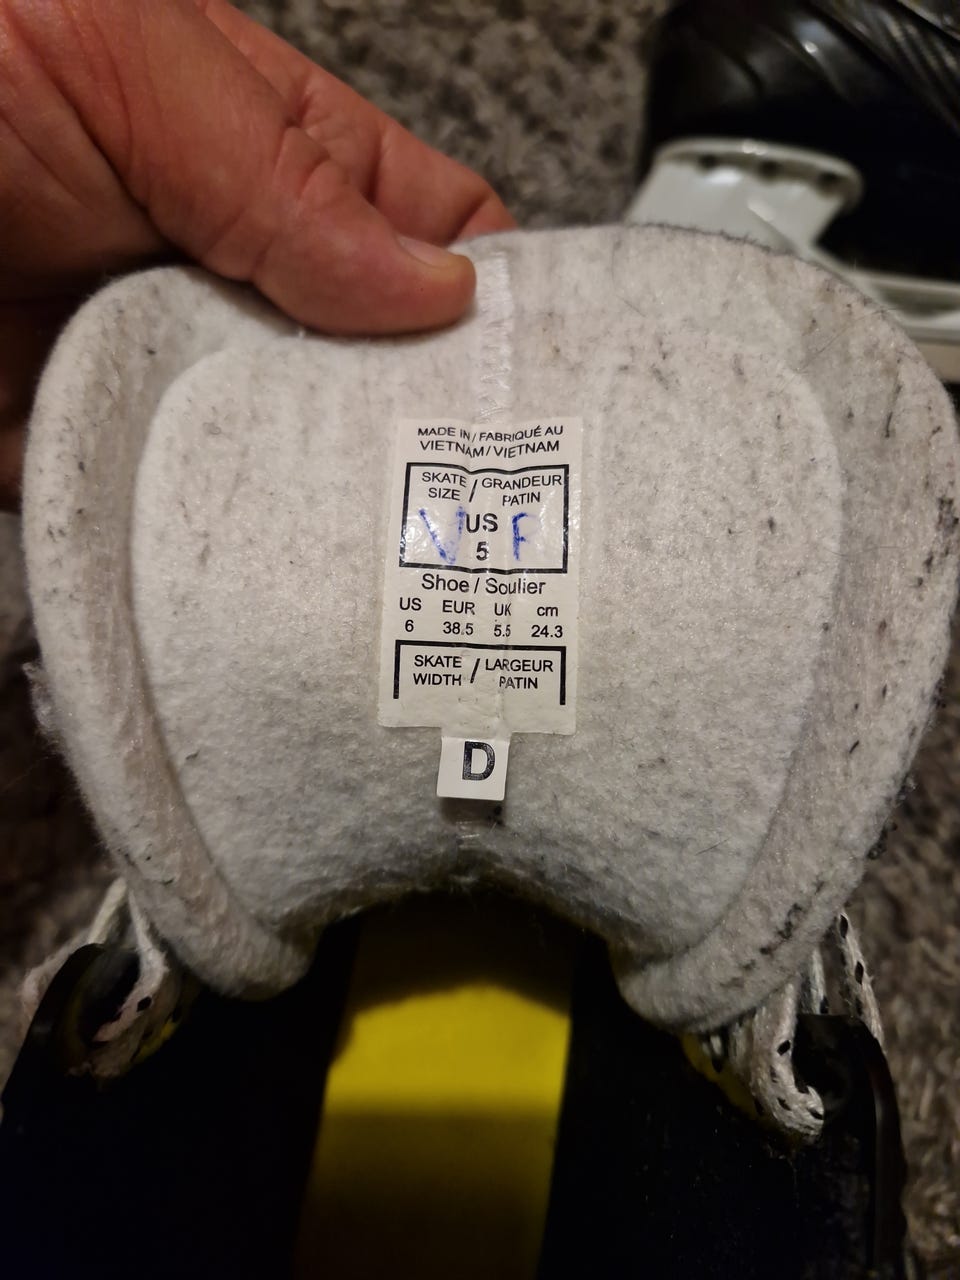 MADE IN / FABRIQUÉ AU
VIETNAM / VIETNAM
SKATE / GRANDEUR
SIZE PATIN
V US F
5
Shoe / Soulier
US EUR UK cm
6 38.5 5.5 24.3
SKATE / LARGEUR
WIDTH PATIN
D